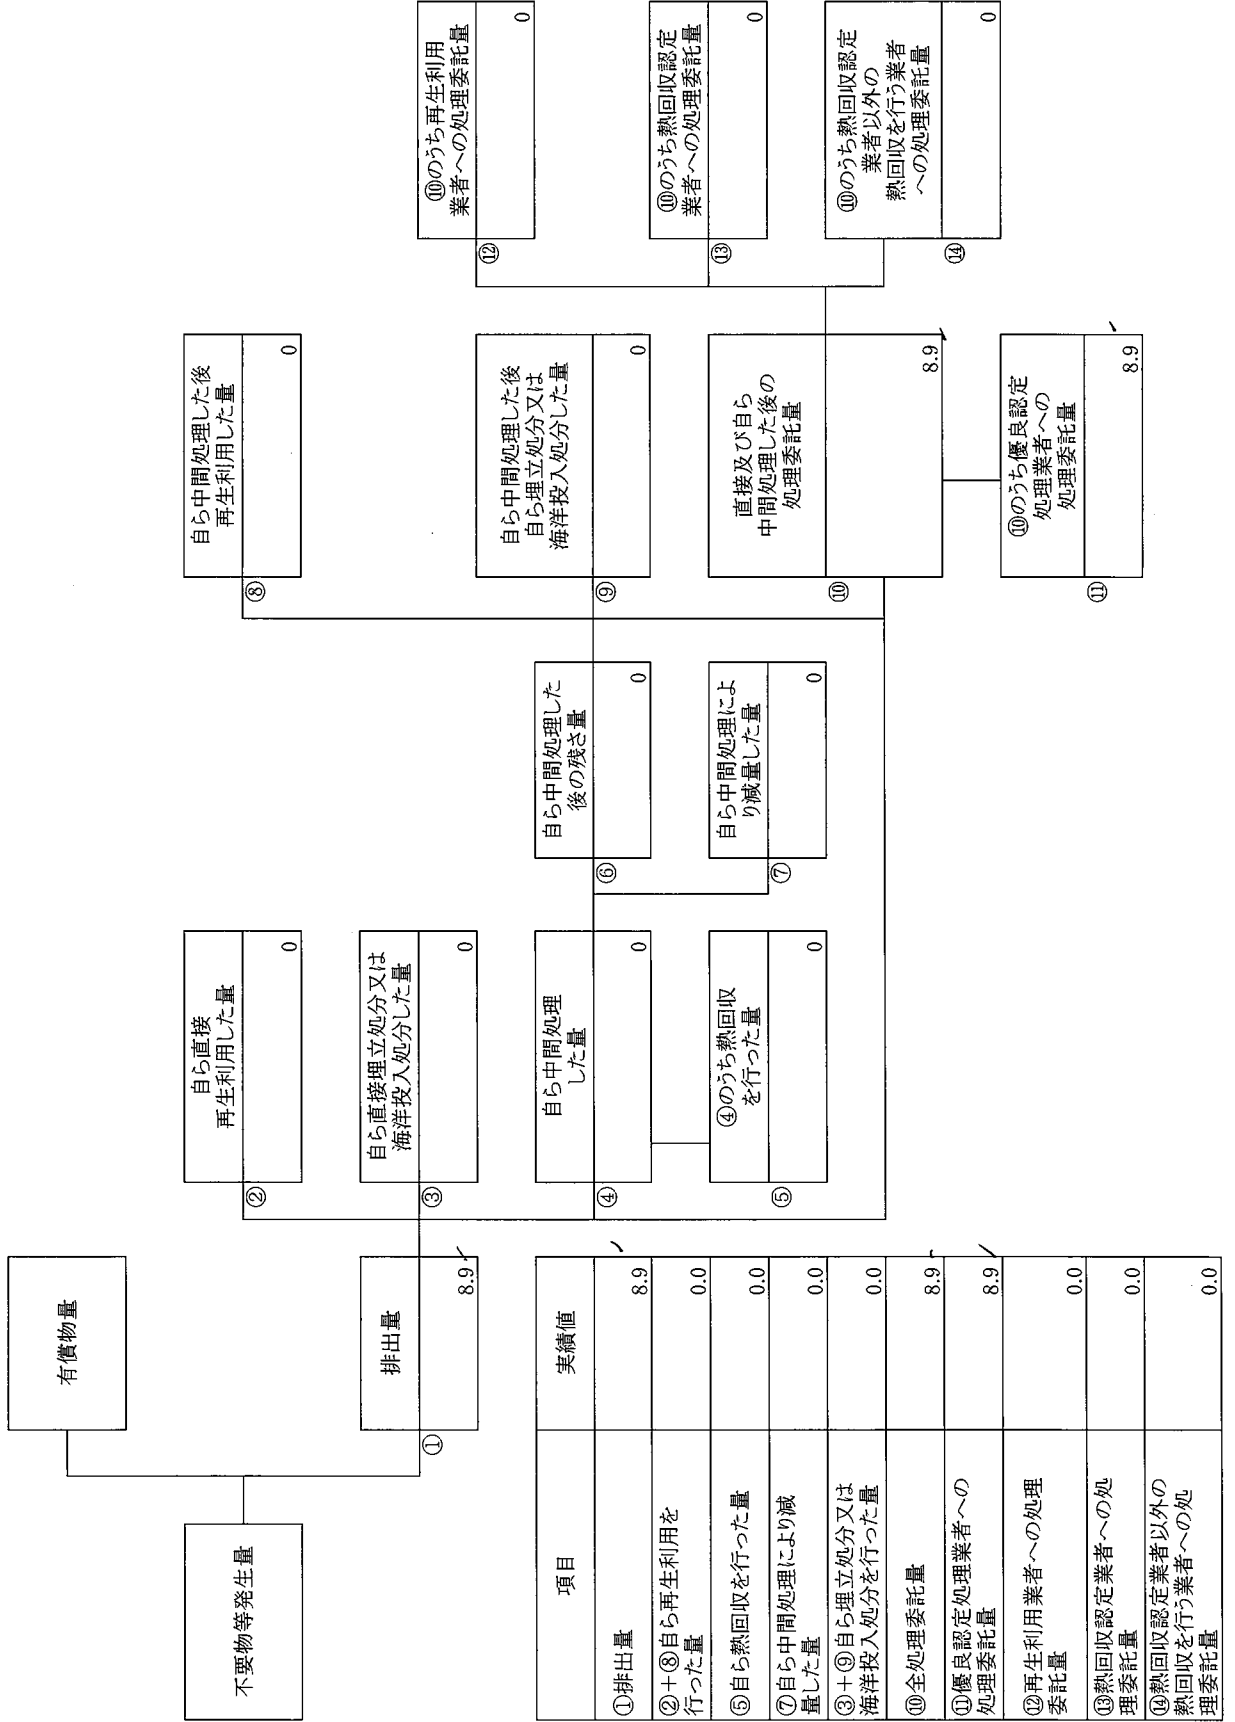 有償物量
不要物等発生量
排出量
①
8.9
自ら直接
再生利用した量
②
0
自ら直接埋立処分又は
海洋投入処分した量
③
0
自ら中間処理
した量
④
0
④のうち熱回収
を行った量
⑤
0
自ら中間処理した
後の残さ量
⑥
0
自ら中間処理によ
り減量した量
⑦
0
自ら中間処理した後
再生利用した量
⑧
0
自ら中間処理した後
自ら埋立処分又は
海洋投入処分した量
⑨
0
直接及び自ら
中間処理した後の
処理委託量
⑩
8.9
⑩のうち優良認定
処理業者への
処理委託量
⑪
8.9
⑩のうち再生利用
業者への処理委託量
⑫
0
⑩のうち熱回収認定
業者への処理委託量
⑬
0
⑩のうち熱回収認定
業者以外の
熱回収を行う業者
への処理委託量
⑭
0
項目 実績値
①排出量 8.9
②+⑧自ら再生利用を
行った量 0.0
⑤自ら熱回収を行った量 0.0
⑦自ら中間処理により減
量した量 0.0
③+⑨自ら埋立処分又は
海洋投入処分を行った量 0.0
⑩全処理委託量 8.9
⑪優良認定処理業者への
処理委託量 8.9
⑫再生利用業者への処理
委託量 0.0
⑬熱回収認定業者への処
理委託量 0.0
⑭熱回収認定業者以外の
熱回収を行う業者への処
理委託量 0.0